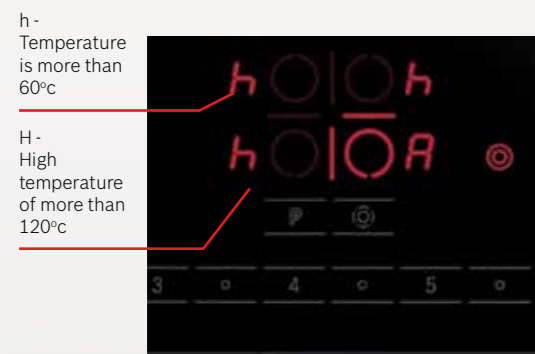 h -
Temperature
is more than
60°c
H -
High
temperature
of more than
120°c
h h
h A
P
3 4 5